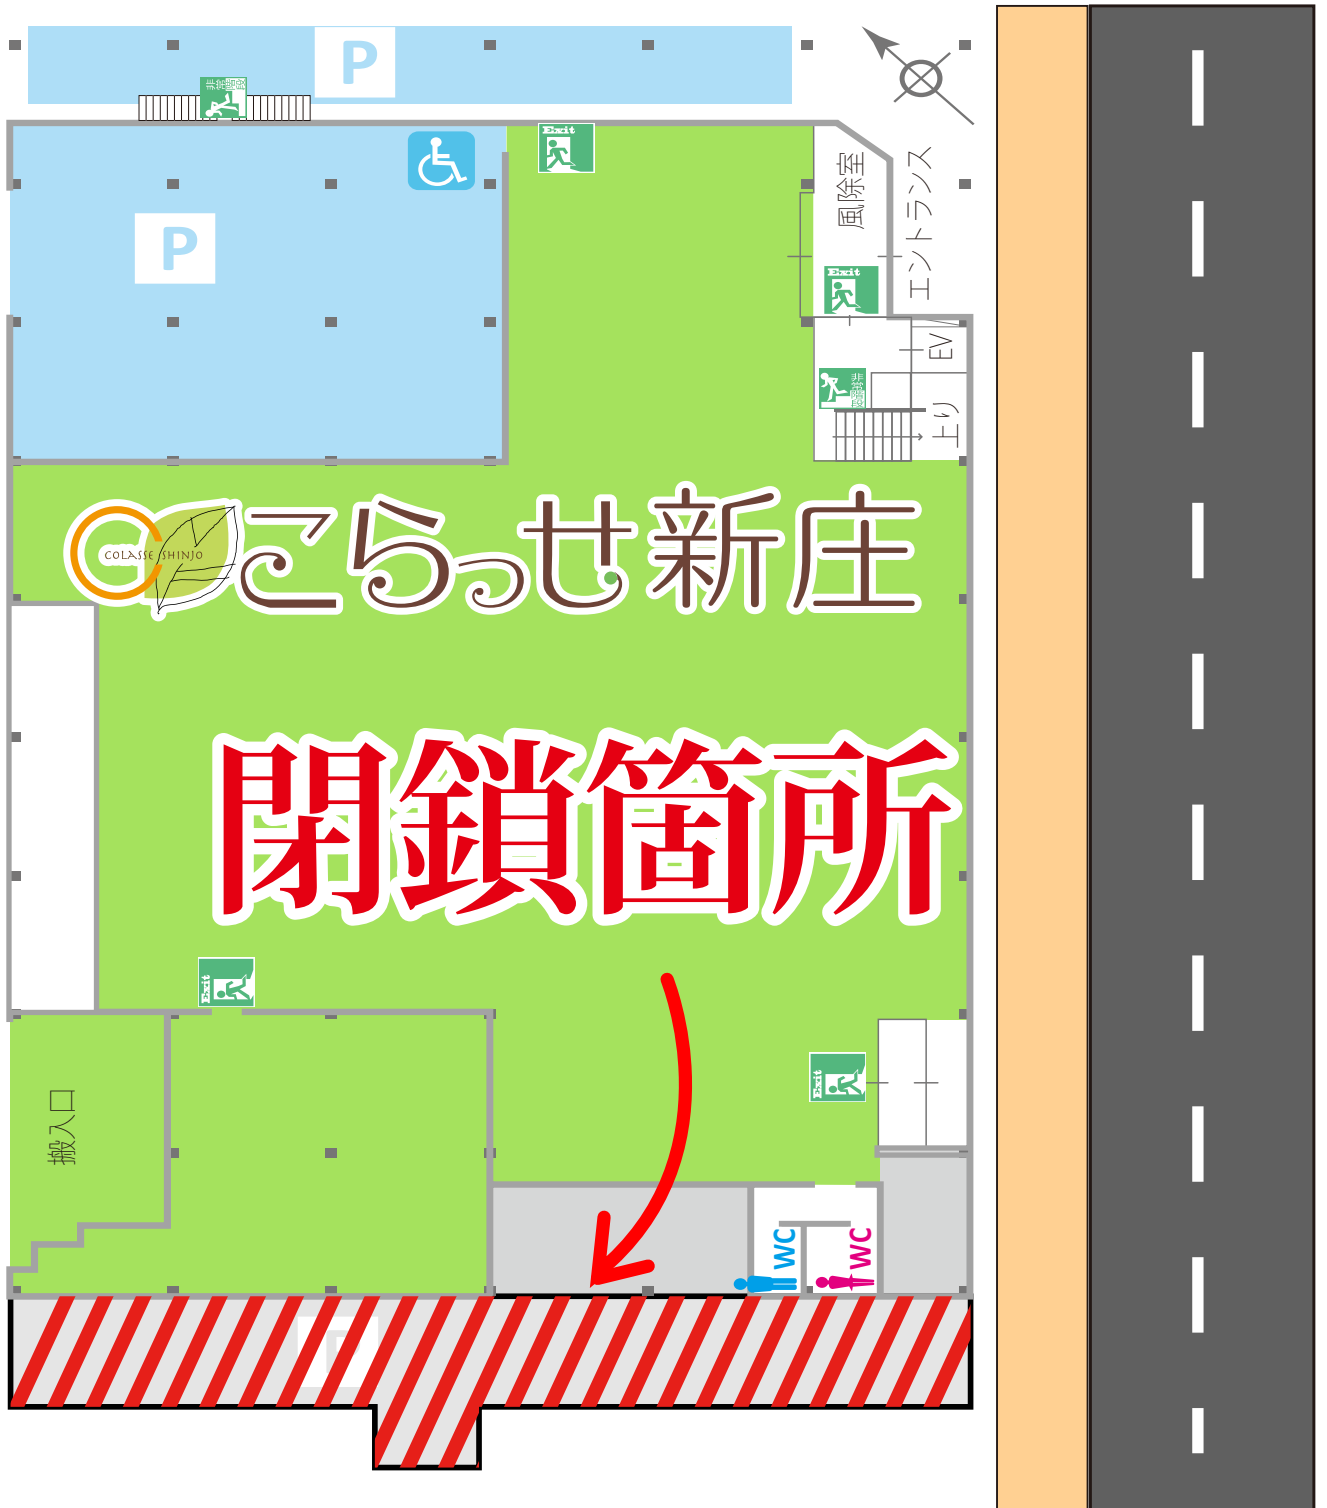 P
非常階段
Exit
P
風除室
エントランス
Exit
EV
非常階段
上り
COLASSE SHINJO
こらっせ新庄
閉鎖箇所
Exit
Exit
搬入口
WC
WC
P